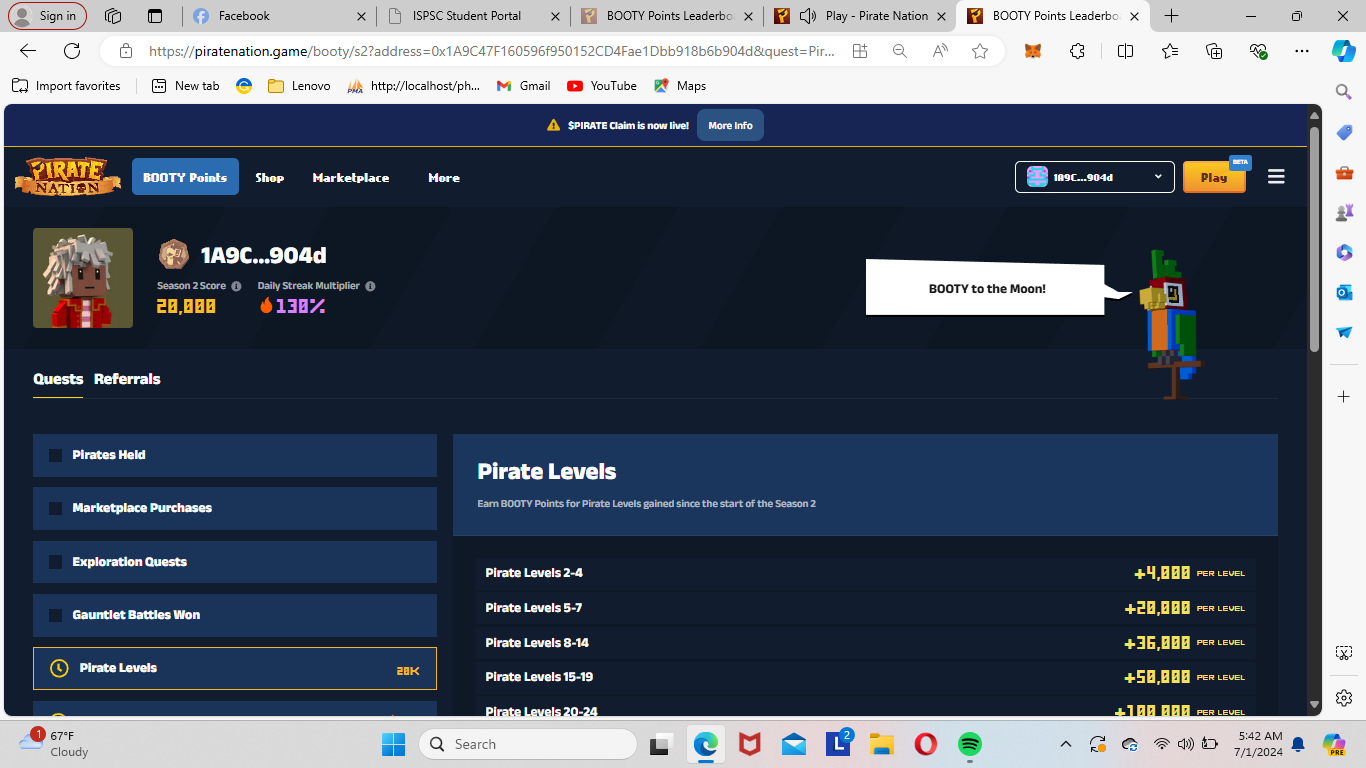 Sign in
Facebook
ISPSC Student Portal
BOOTY Points Leaderbo
Play - Pirate Nation
BOOTY Points Leaderbo
https://piratenation.game/booty/s2?address=0x1A9C47F160596f950152CD4Fae1Dbb918b6b904d&quest=Pir...
Import favorites
New tab
Lenovo
http://localhost/ph...
Gmail
YouTube
Maps
$PIRATE Claim is now live!
More Info
PIRATE
NATION
BOOTY Points
Shop
Marketplace
More
1A9C...904d
Play
BETA
1A9C...904d
Season 2 Score
Daily Streak Multiplier
20,000
130%
BOOTY to the Moon!
Quests
Referrals
Pirates Held
Marketplace Purchases
Exploration Quests
Gauntlet Battles Won
Pirate Levels
20K
Pirate Levels
Earn BOOTY Points for Pirate Levels gained since the start of the Season 2
Pirate Levels 2-4 +4,000 PER LEVEL
Pirate Levels 5-7 +20,000 PER LEVEL
Pirate Levels 8-14 +36,000 PER LEVEL
Pirate Levels 15-19 +50,000 PER LEVEL
Pirate Levels 20-24 +100,000 PER LEVEL
1
67°F
Cloudy
Search
L
2
PRE
5:42 AM
7/1/2024